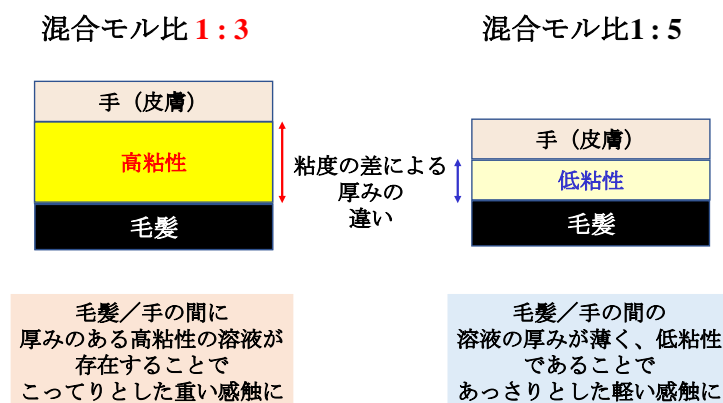 混合モル比 1 : 3
手（皮膚）
高粘性
毛髪
粘度の差による
厚みの
違い
混合モル比1 : 5
手（皮膚）
低粘性
毛髪
毛髪／手の間に
厚みのある高粘性の溶液が
存在することで
こってりとした重い感触に
毛髪／手の間の
溶液の厚みが薄く、低粘性
であることで
あっさりとした軽い感触に